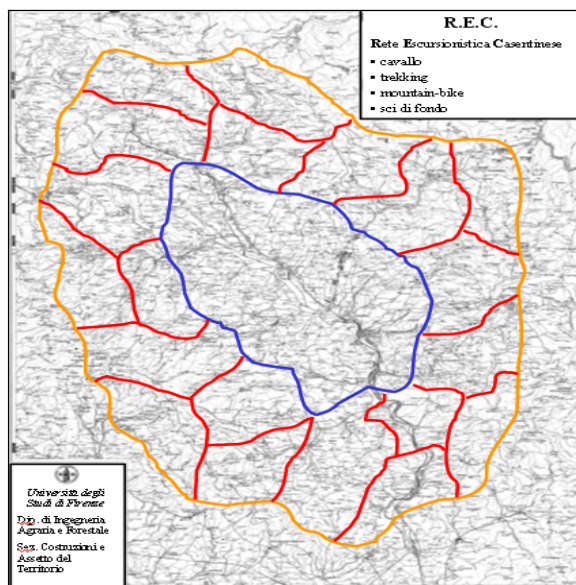 R.E.C.
Rete Escursionistica Casentinese
▪ cavallo
▪ trekking
▪ mountain-bike
▪ sci di fondo
Università degli
Studi di Firenze
Dip. di Ingegneria
Agraria e Forestale
Sez. Costruzioni e
Assetto del
Territorio